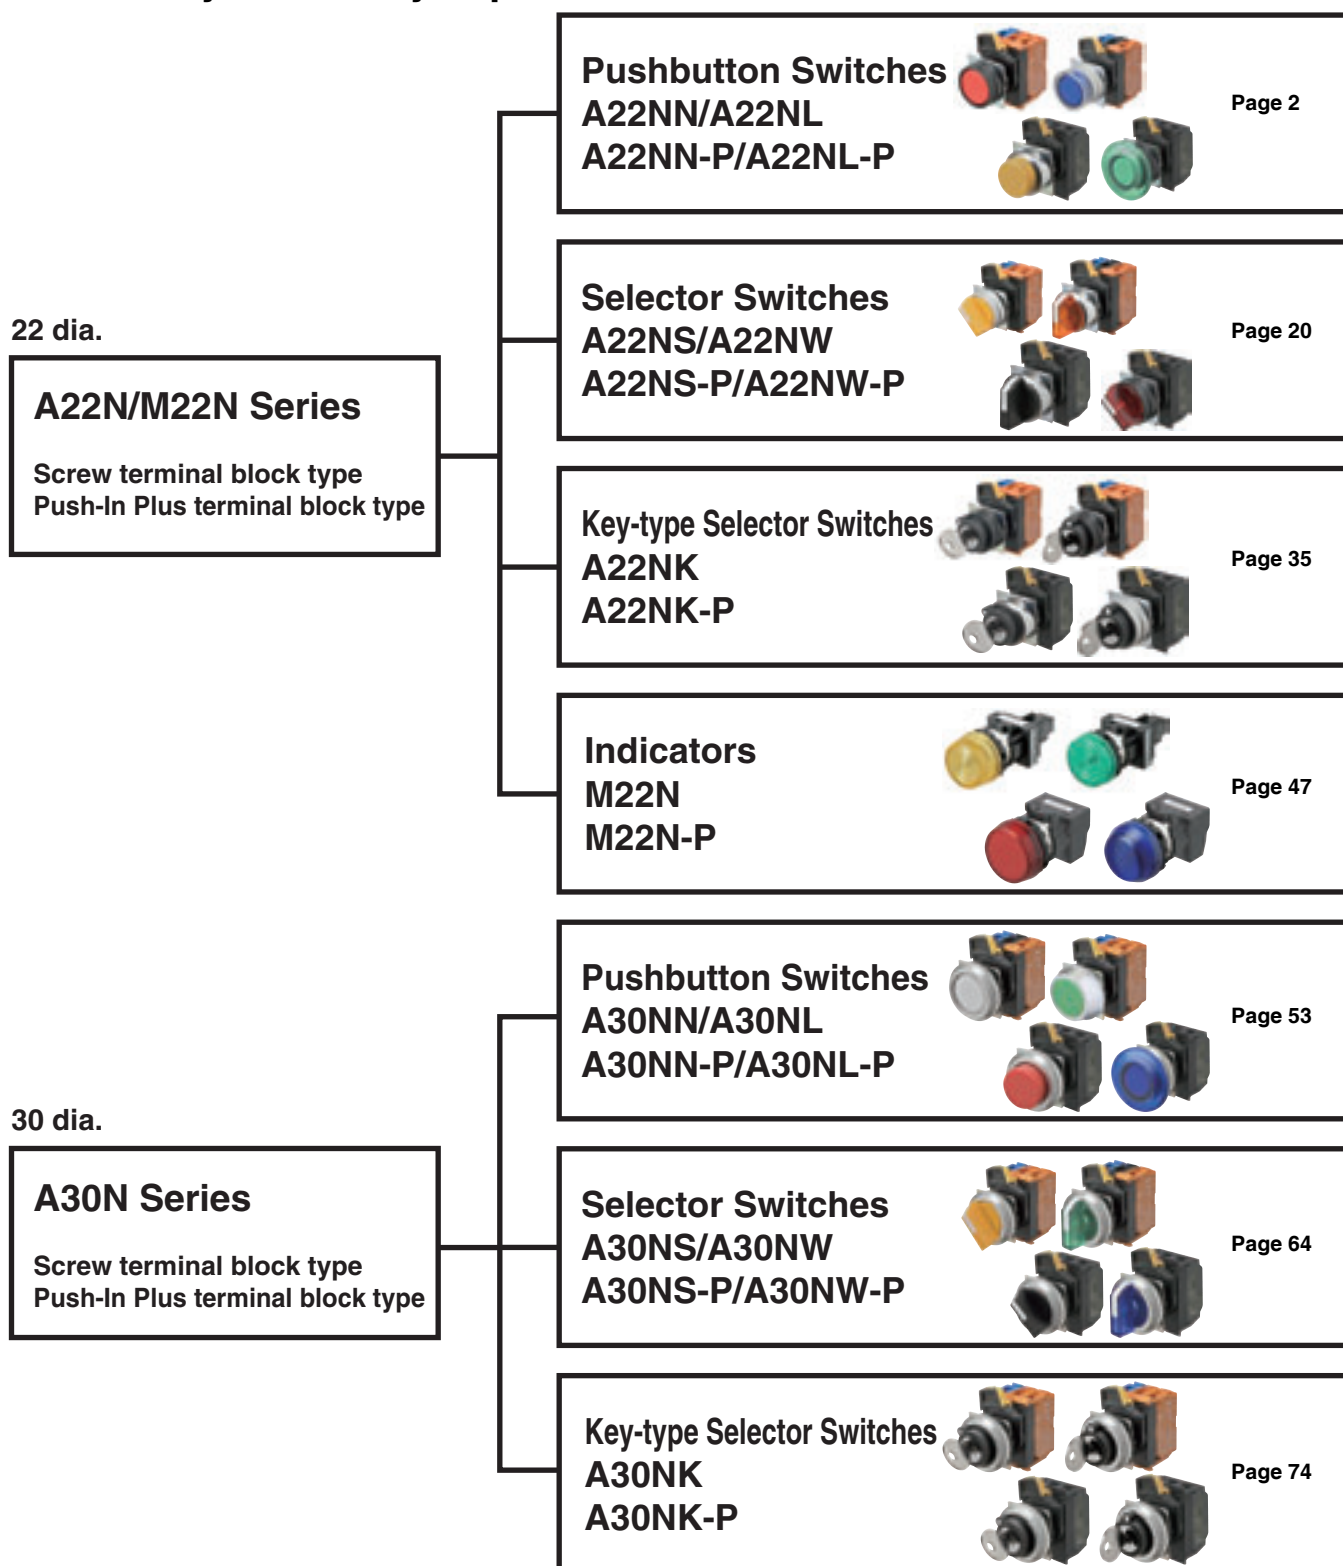 Pushbutton Switches
A22NN/A22NL
A22NN-P/A22NL-P
Page 2
Selector Switches
A22NS/A22NW
A22NS-P/A22NW-P
Page 20
22 dia.
A22N/M22N Series
Screw terminal block type
Push-In Plus terminal block type
Key-type Selector Switches
A22NK
A22NK-P
Page 35
Indicators
M22N
M22N-P
Page 47
Pushbutton Switches
A30NN/A30NL
A30NN-P/A30NL-P
Page 53
30 dia.
A30N Series
Screw terminal block type
Push-In Plus terminal block type
Selector Switches
A30NS/A30NW
A30NS-P/A30NW-P
Page 64
Key-type Selector Switches
A30NK
A30NK-P
Page 74